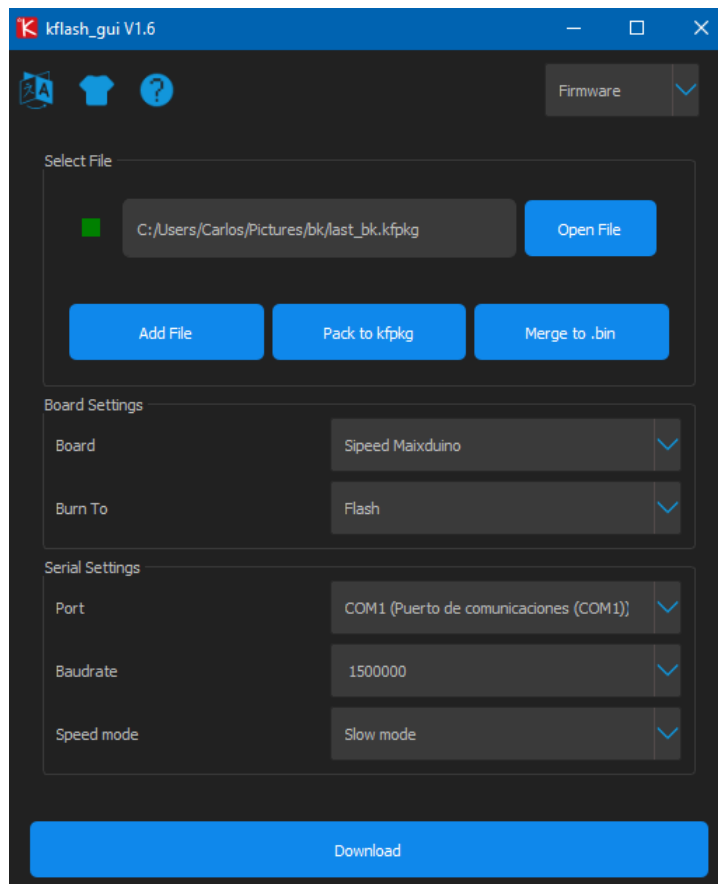 kflash_gui V1.6
Firmware
Select File
C:/Users/Carlos/Pictures/bk/last_bk.kfpkg
Open File
Add File
Pack to kfpkg
Merge to .bin
Board Settings
Board
Sipeed Maixduino
Burn To
Flash
Serial Settings
Port
COM1 (Puerto de comunicaciones (COM1))
Baudrate
1500000
Speed mode
Slow mode
Download